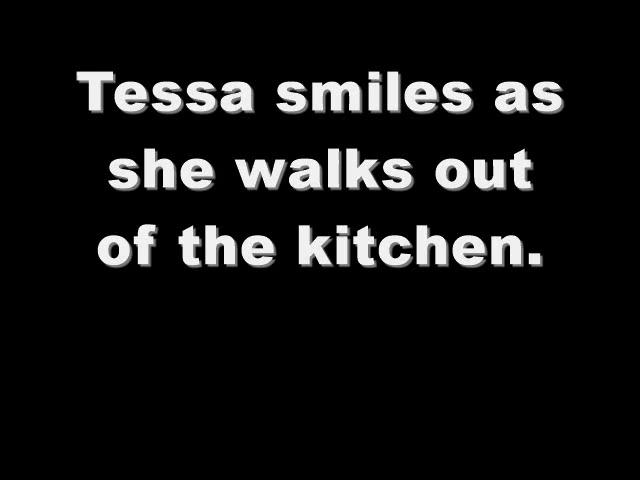 Tessa smiles as
she walks out
of the kitchen.